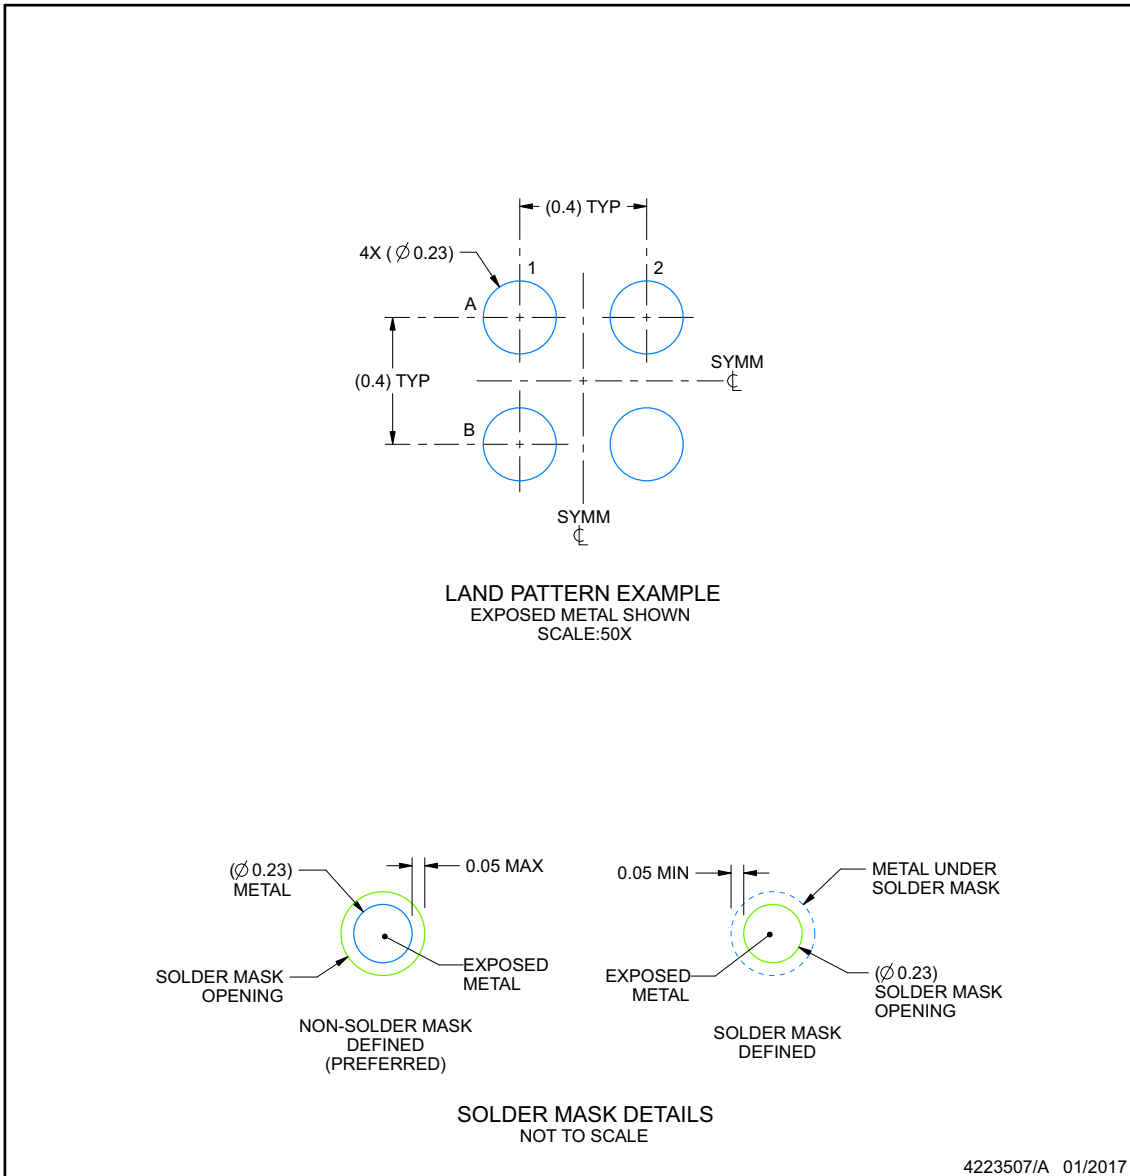 (0.4) TYP
4X ( ∅ 0.23)
1
2
A
SYMM
℄
(0.4) TYP
B
SYMM
℄
LAND PATTERN EXAMPLE
EXPOSED METAL SHOWN
SCALE:50X
(∅ 0.23)
METAL
0.05 MAX
SOLDER MASK
OPENING
EXPOSED
METAL
NON-SOLDER MASK
DEFINED
(PREFERRED)
0.05 MIN
METAL UNDER
SOLDER MASK
EXPOSED
METAL
(∅ 0.23)
SOLDER MASK
OPENING
SOLDER MASK
DEFINED
SOLDER MASK DETAILS
NOT TO SCALE
4223507/A 01/2017